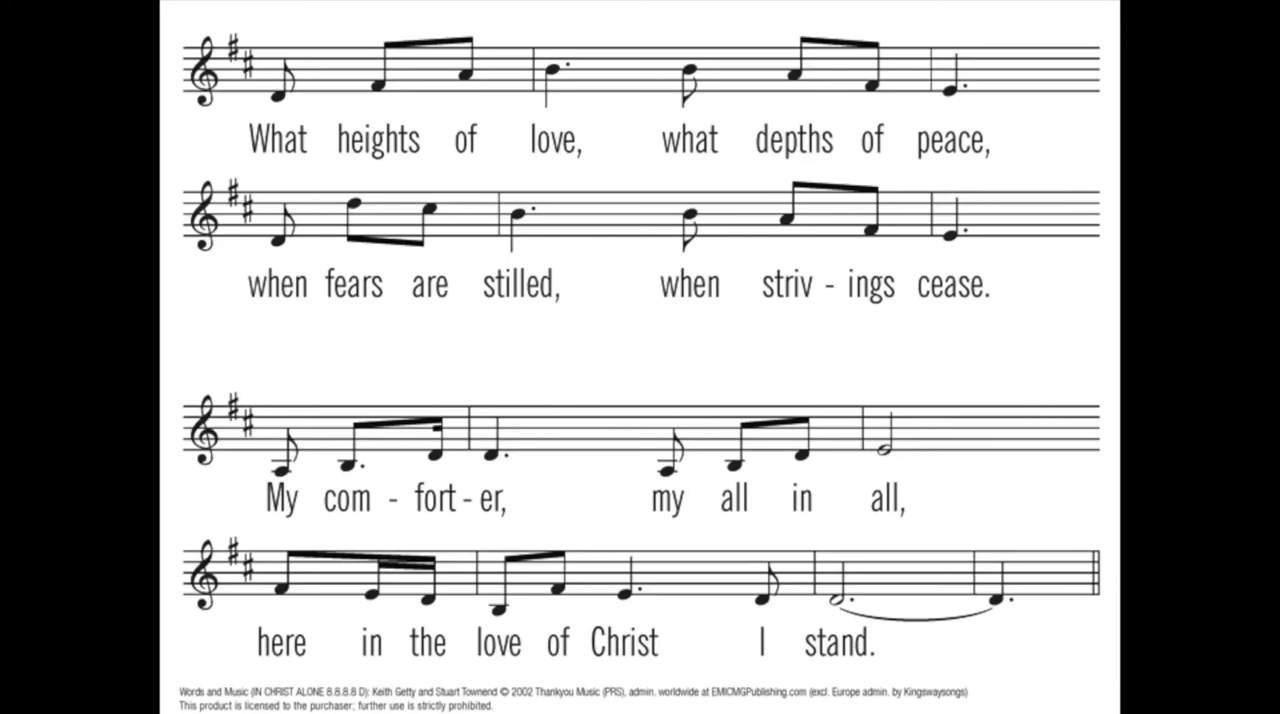 What heights of love, what depths of peace,
when fears are stilled, when striv - ings cease.
My com - fort - er, my all in all,
here in the love of Christ I stand.
Words and Music (IN CHRIST ALONE 8.8.8.8 D): Keith Getty and Stuart Townend © 2002 Thankyou Music (PRS), admin. worldwide at EMICMGPublishing.com (excl. Europe admin. by Kingswaysongs)
This product is licensed to the purchaser; further use is strictly prohibited.